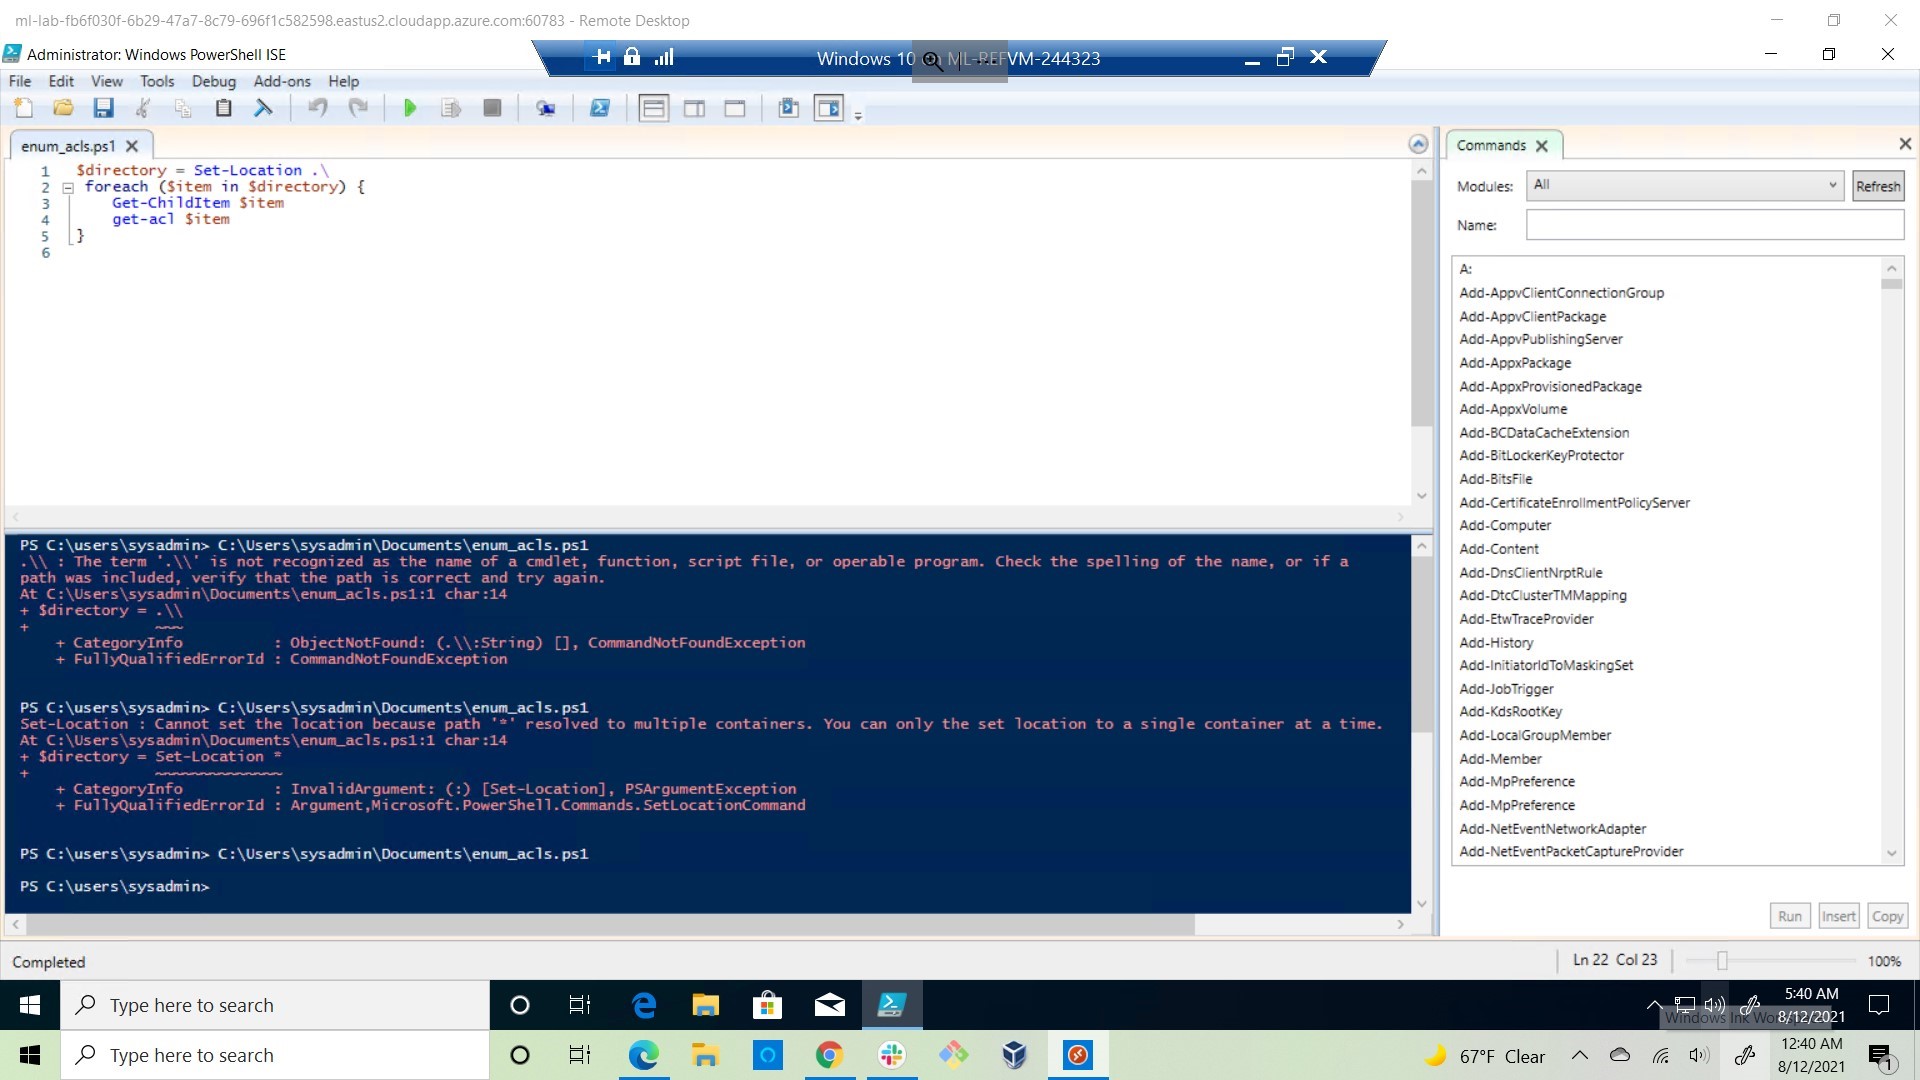 ml-lab-fb6f030f-6b29-47a7-8c79-696f1c582598.eastus2.cloudapp.azure.com:60783 - Remote Desktop
Administrator: Windows PowerShell ISE
Windows 10 on ML-REFVM-244323
File Edit View Tools Debug Add-ons Help
enum_acls.ps1
1 $directory = Set-Location .\
2 foreach ($item in $directory) {
3 Get-ChildItem $item
4 get-acl $item
5 }
6
PS C:\users\sysadmin> C:\Users\sysadmin\Documents\enum_acls.ps1
.\\ : The term '.\\' is not recognized as the name of a cmdlet, function, script file, or operable program. Check the spelling of the name, or if a
path was included, verify that the path is correct and try again.
At C:\Users\sysadmin\Documents\enum_acls.ps1:1 char:14
+ $directory = .\\
+              ~~~
+ CategoryInfo          : ObjectNotFound: (.\\:String) [], CommandNotFoundException
+ FullyQualifiedErrorId : CommandNotFoundException
PS C:\users\sysadmin> C:\Users\sysadmin\Documents\enum_acls.ps1
Set-Location : Cannot set the location because path '*' resolved to multiple containers. You can only the set location to a single container at a time.
At C:\Users\sysadmin\Documents\enum_acls.ps1:1 char:14
+ $directory = Set-Location *
+              ~~~~~~~~~~~~~~
+ CategoryInfo          : InvalidArgument: (:) [Set-Location], PSArgumentException
+ FullyQualifiedErrorId : Argument,Microsoft.PowerShell.Commands.SetLocationCommand
PS C:\users\sysadmin> C:\Users\sysadmin\Documents\enum_acls.ps1
PS C:\users\sysadmin>
Commands
Modules: All Refresh
Name:
A:
Add-AppvClientConnectionGroup
Add-AppvClientPackage
Add-AppvPublishingServer
Add-AppxPackage
Add-AppxProvisionedPackage
Add-AppxVolume
Add-BCDataCacheExtension
Add-BitLockerKeyProtector
Add-BitsFile
Add-CertificateEnrollmentPolicyServer
Add-Computer
Add-Content
Add-DnsClientNrptRule
Add-DtcClusterTMMapping
Add-EtwTraceProvider
Add-History
Add-InitiatorIdToMaskingSet
Add-JobTrigger
Add-KdsRootKey
Add-LocalGroupMember
Add-Member
Add-MpPreference
Add-MpPreference
Add-NetEventNetworkAdapter
Add-NetEventPacketCaptureProvider
Run Insert Copy
Completed
Ln 22 Col 23
100%
Type here to search
5:40 AM
8/12/2021
Windows Ink
Type here to search
67°F Clear
12:40 AM
8/12/2021
1